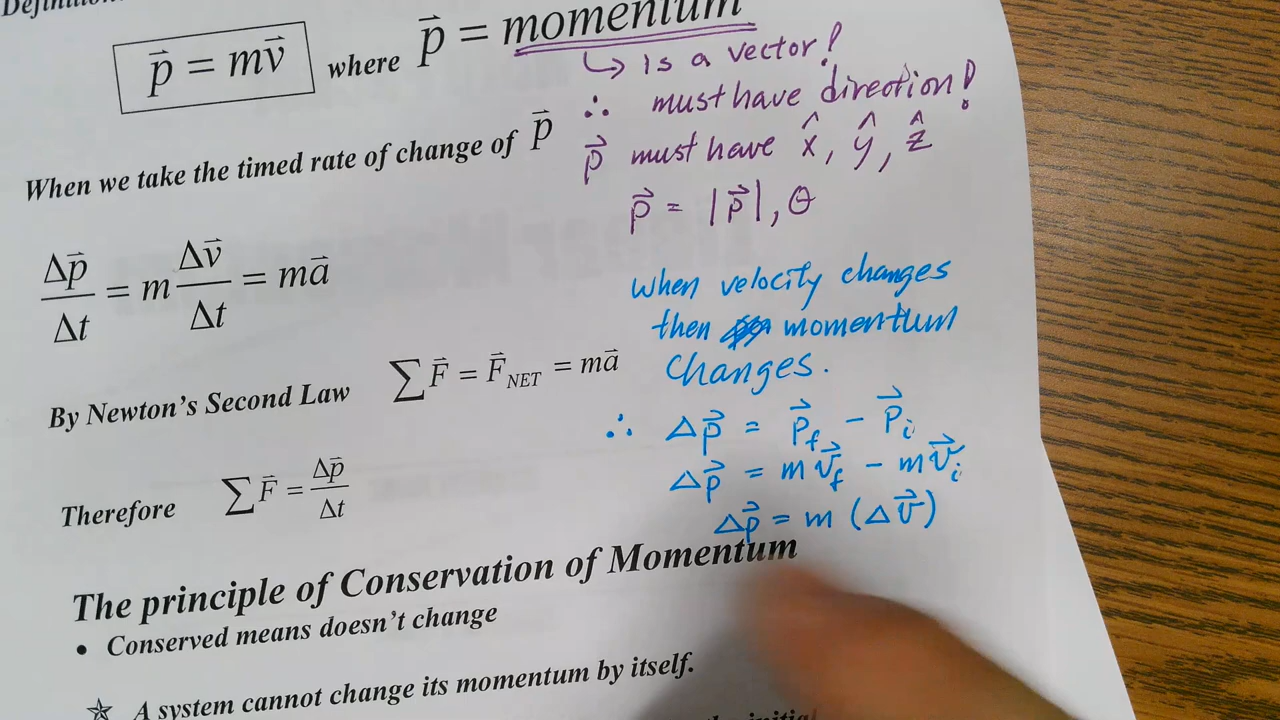 Definition
p⃗ = mv⃗ where p⃗ = momentum
↳ is a vector!
∴ must have direction!
When we take the timed rate of change of p⃗
p⃗ must have x̂, ŷ, ẑ
p⃗ = |p⃗|, θ
Δp⃗/Δt = m Δv⃗/Δt = ma⃗
When velocity changes
then momentum
changes.
By Newton's Second Law ∑F⃗ = F⃗NET = ma⃗
∴ Δp⃗ = p⃗f − p⃗i
Δp⃗ = mv⃗f − mv⃗i
Δp⃗ = m (Δv⃗)
Therefore ∑F⃗ = Δp⃗/Δt
The principle of Conservation of Momentum
• Conserved means doesn't change
☆ A system cannot change its momentum by itself.
initial